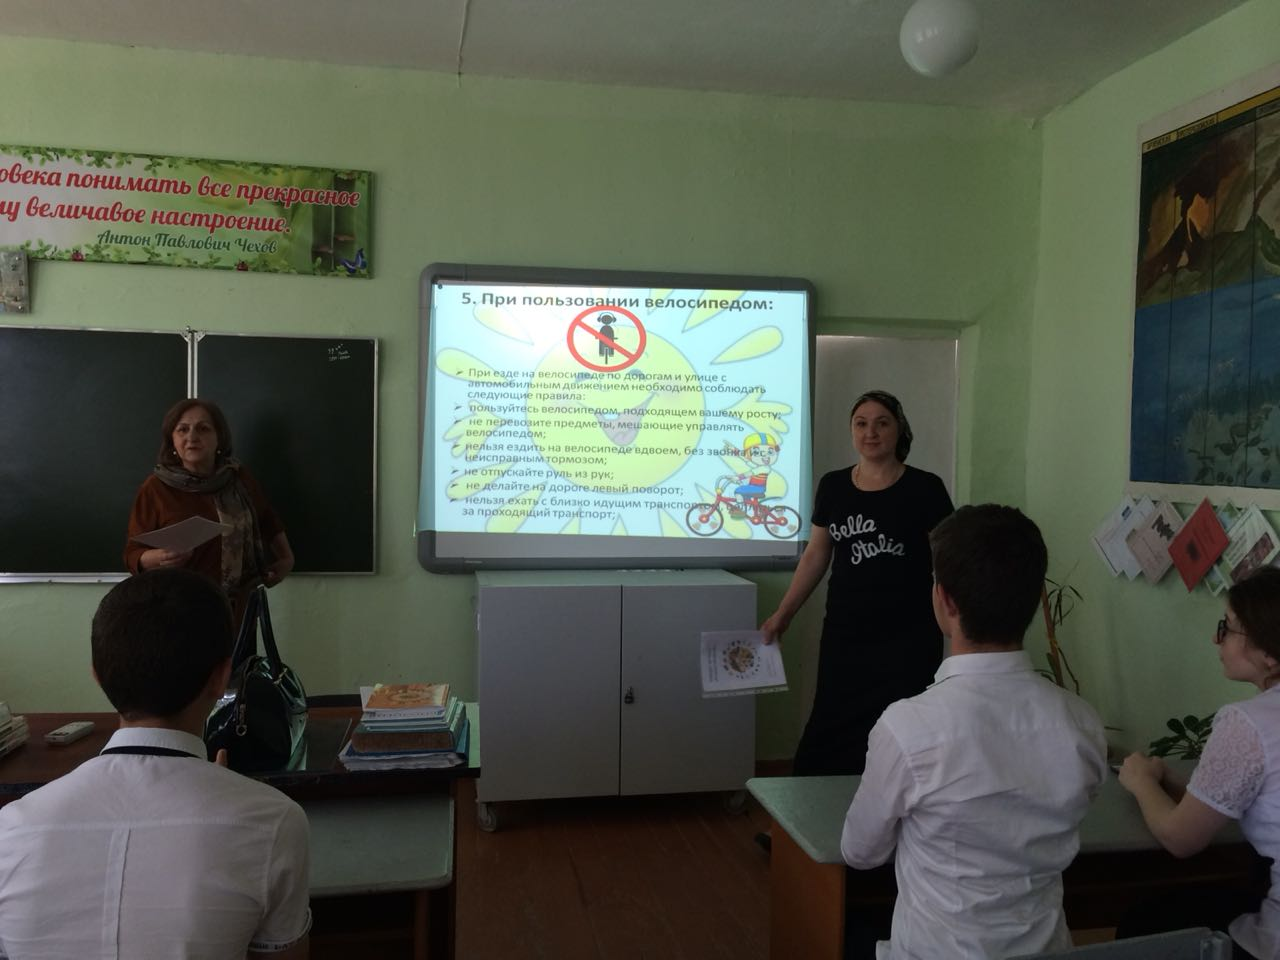 овека понимать все прекрасное
му величавое настроение.
Антон Павлович Чехов
5. При пользовании велосипедом:
При езде на велосипеде по дорогам и улице с
автомобильным движением необходимо соблюдать
следующие правила:
пользуйтесь велосипедом, подходящем вашему росту;
не перевозите предметы, мешающие управлять
велосипедом;
нельзя ездить на велосипеде вдвоем, без звонка и с
неисправным тормозом;
не отпускайте руль из рук;
не делайте на дороге левый поворот;
нельзя ехать с близко идущим транспортом,
за проходящий транспорт;
Bella
Italia